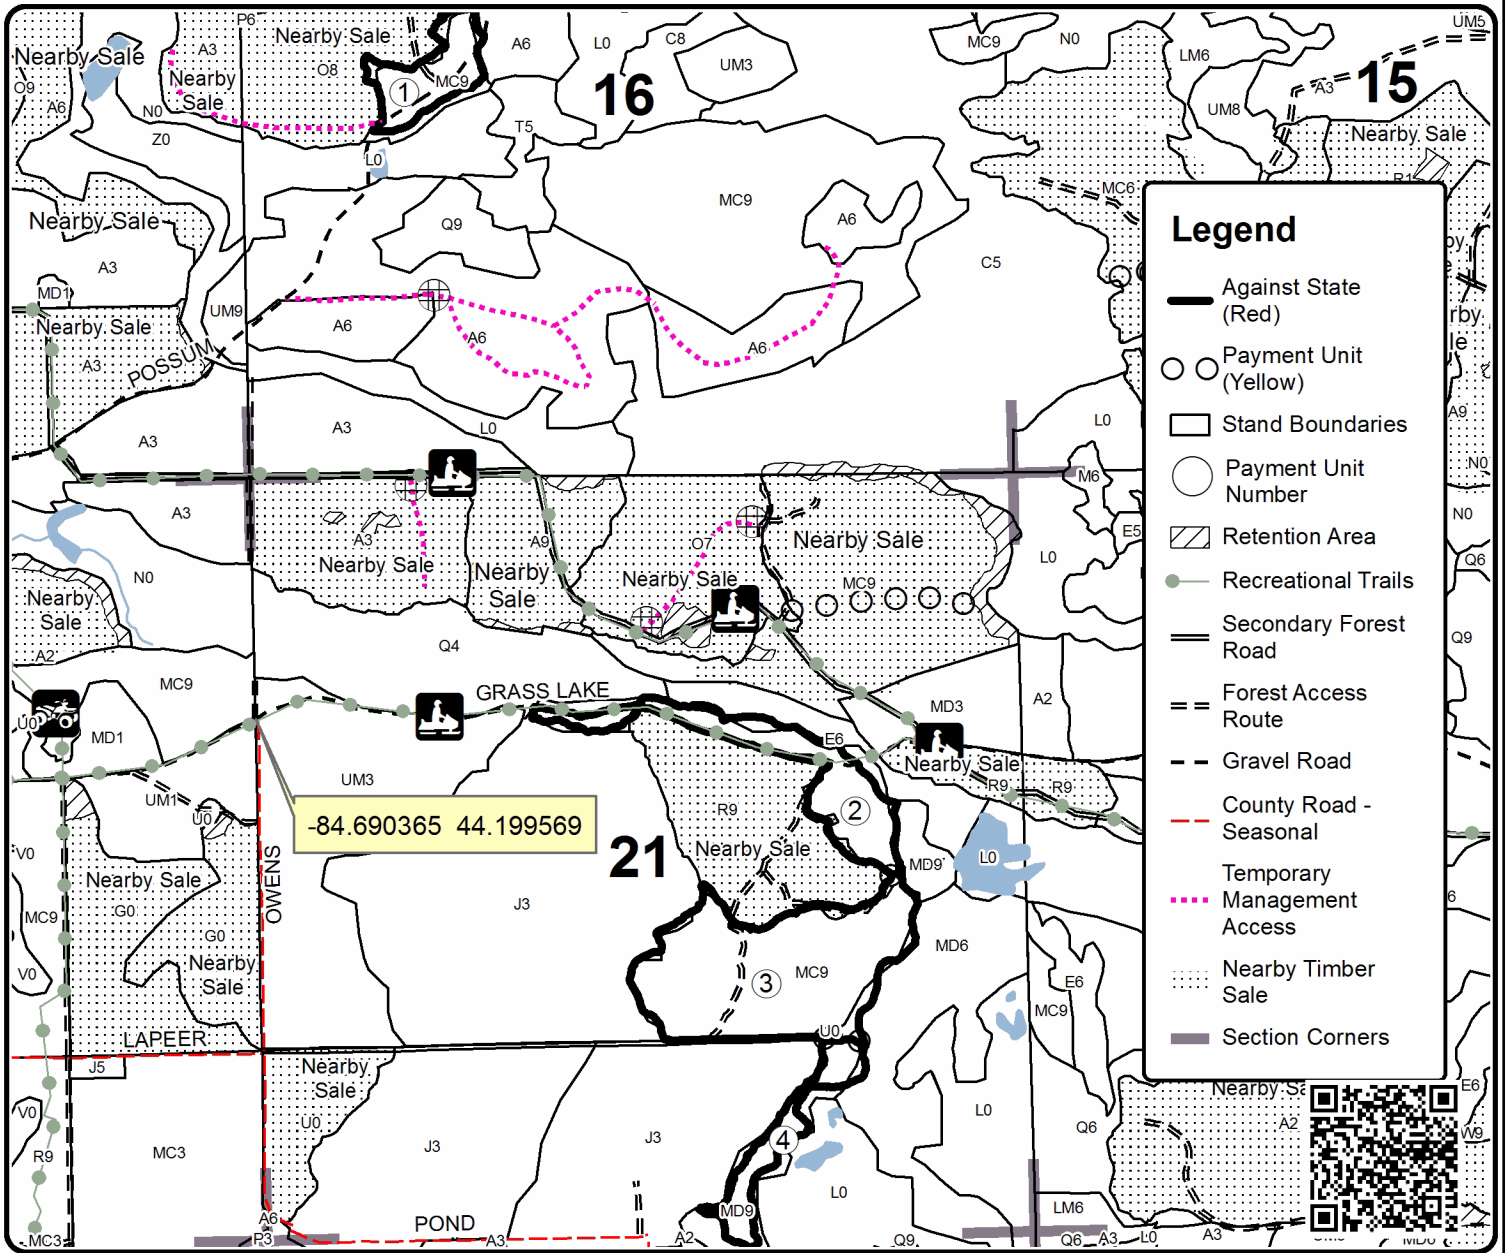 P6
UM5
Nearby Sale
A3
Nearby Sale
O8
A6
L0
C8
MC9
N0
LM6
UM3
O9
A6
Nearby
Sale
N0
1
MC9
16
A3
15
UM8
Z0
T5
Nearby Sale
L0
R1
MC6
Nearby Sale
MC9
A6
Q9
C5
A3
MD1
UM9
Nearby Sale
A6
A6
A6
A3
POSSUM
A3
A3
L0
L0
A9
M6
N0
A3
A3
Nearby Sale
A9
Nearby
Sale
O7
Nearby Sale
Nearby Sale
MC9
E5
L0
N0
Q6
N0
Nearby
Sale
A2
Q4
Q9
MC9
GRASS LAKE
A2
MD3
U0
MD1
E6
Nearby Sale
R9
R9
UM3
UM1
U0
-84.690365 44.199569
R9
2
Nearby Sale
21
MD9
L0
V0
Nearby Sale
OWENS
G0
MC9
J3
G0
Nearby
Sale
V0
MD6
MC9
3
E6
MC9
U0
LAPEER
J5
Nearby
Sale
U0
V0
R9
MC3
J3
J3
4
L0
Q6
L0
MD9
A6
P3
MC3
POND
A3
A2
Q9
LM6
Q6
A3
L0
A3
Nearby Sa
A2
E6
W9
Legend
Against State
(Red)
Payment Unit
(Yellow)
Stand Boundaries
Payment Unit
Number
Retention Area
Recreational Trails
Secondary Forest
Road
Forest Access
Route
Gravel Road
County Road -
Seasonal
Temporary
Management
Access
Nearby Timber
Sale
Section Corners